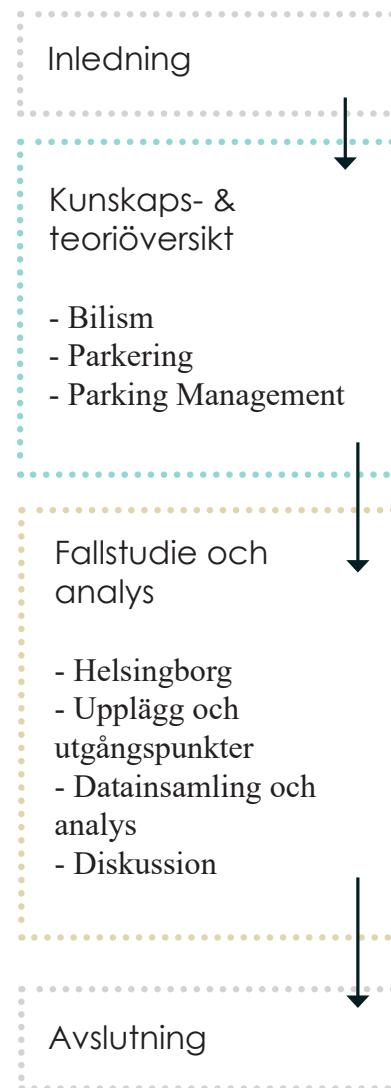 Inledning
Kunskaps- &
teoriöversikt
- Bilism
- Parkering
- Parking Management
Fallstudie och
analys
- Helsingborg
- Upplägg och
utgångspunkter
- Datainsamling och
analys
- Diskussion
Avslutning